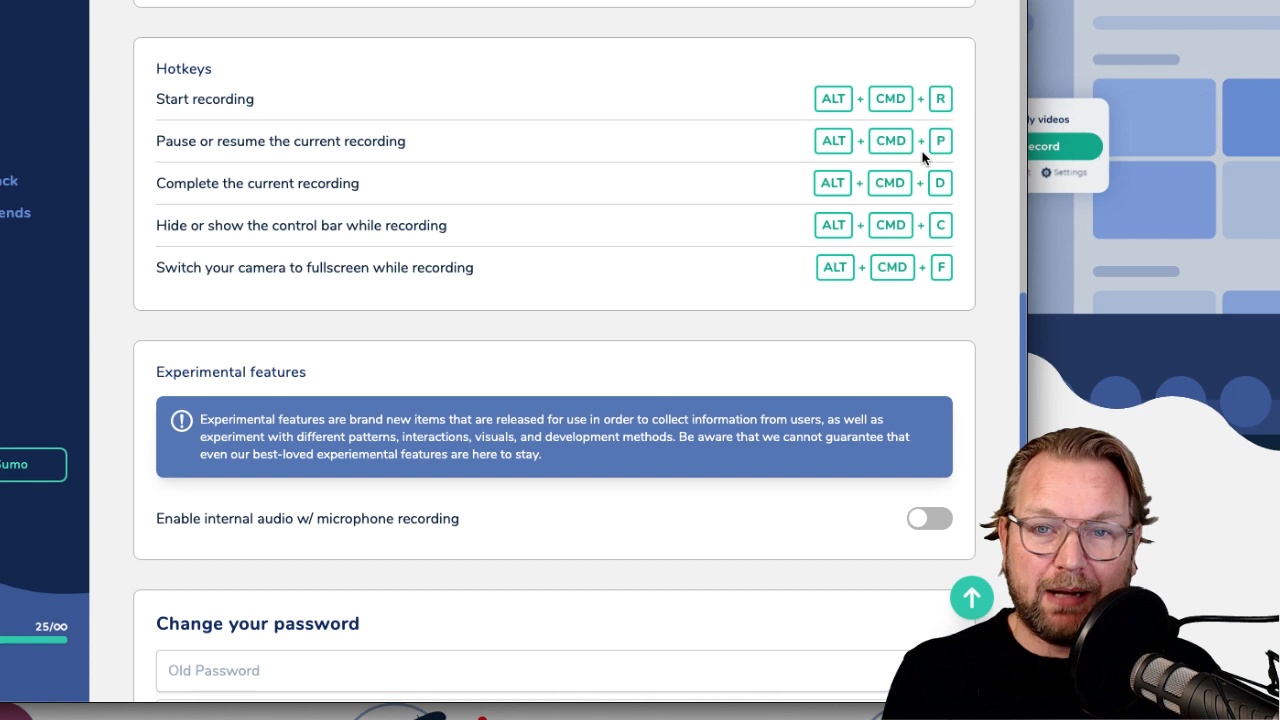 Hotkeys
Start recording ALT + CMD + R
Pause or resume the current recording ALT + CMD + P
Complete the current recording ALT + CMD + D
Hide or show the control bar while recording ALT + CMD + C
Switch your camera to fullscreen while recording ALT + CMD + F
Experimental features
Experimental features are brand new items that are released for use in order to collect information from users, as well as
experiment with different patterns, interactions, visuals, and development methods. Be aware that we cannot guarantee that
even our best-loved experiemental features are here to stay.
Enable internal audio w/ microphone recording
Change your password
Old Password
ck
ends
Sumo
25/∞
ly videos
ecord
t Settings